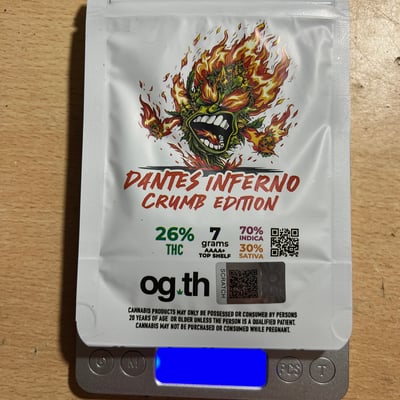 DANTES INFERNO
CRUMB EDITION
26%
THC
7
grams
AAAA+
TOP SHELF
70%
INDICA
30%
SATIVA
SCRATCH
og.th
CANNABIS PRODUCTS MAY ONLY BE POSSESSED OR CONSUMED BY PERSONS
20 YEARS OF AGE OR OLDER UNLESS THE PERSON IS A QUALIFIED PATIENT.
CANNABIS MAY NOT BE PURCHASED OR CONSUMED WHILE PREGNANT.
M
PCS
T